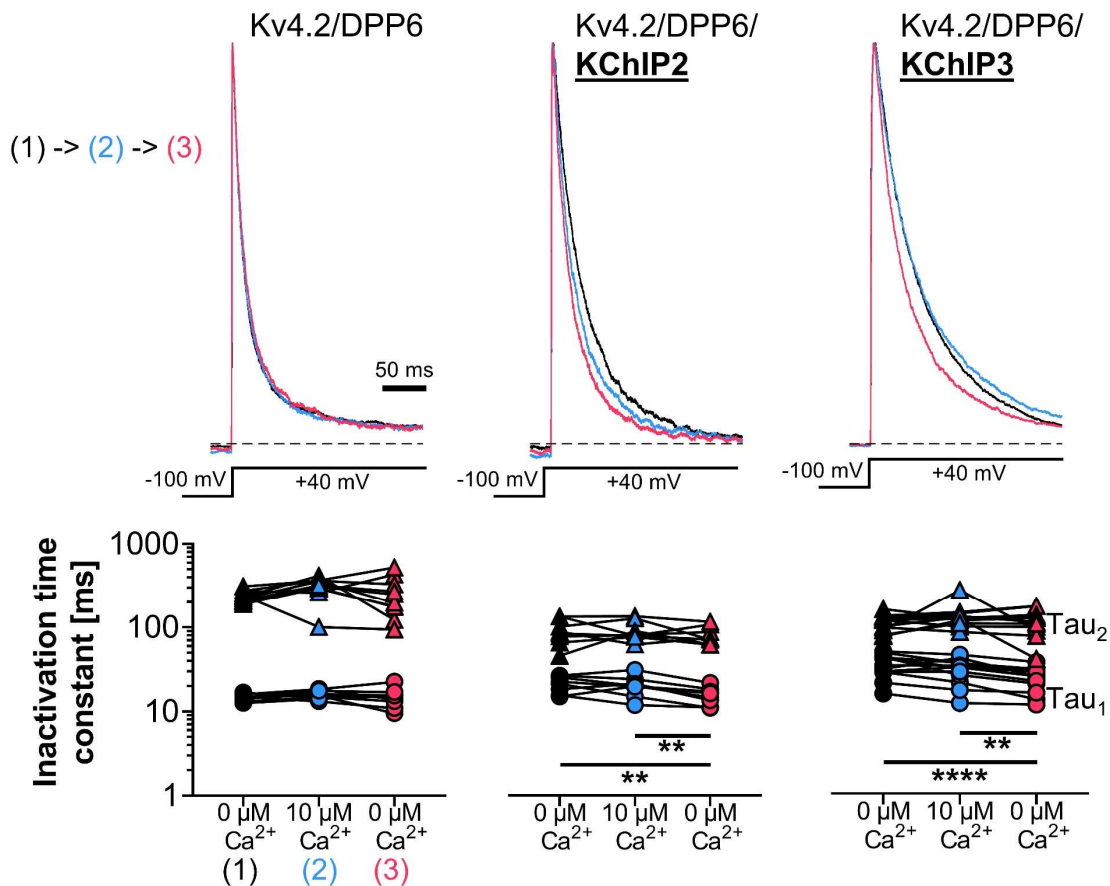 Kv4.2/DPP6
Kv4.2/DPP6/
KChIP2
Kv4.2/DPP6/
KChIP3
(1) -> (2) -> (3)
50 ms
-100 mV
+40 mV
-100 mV
+40 mV
-100 mV
+40 mV
Inactivation time
constant [ms]
1000
100
10
1
Tau₂
Tau₁
**
**
**
****
0 µM
Ca²⁺
(1)
10 µM
Ca²⁺
(2)
0 µM
Ca²⁺
(3)
0 µM
Ca²⁺
10 µM
Ca²⁺
0 µM
Ca²⁺
0 µM
Ca²⁺
10 µM
Ca²⁺
0 µM
Ca²⁺